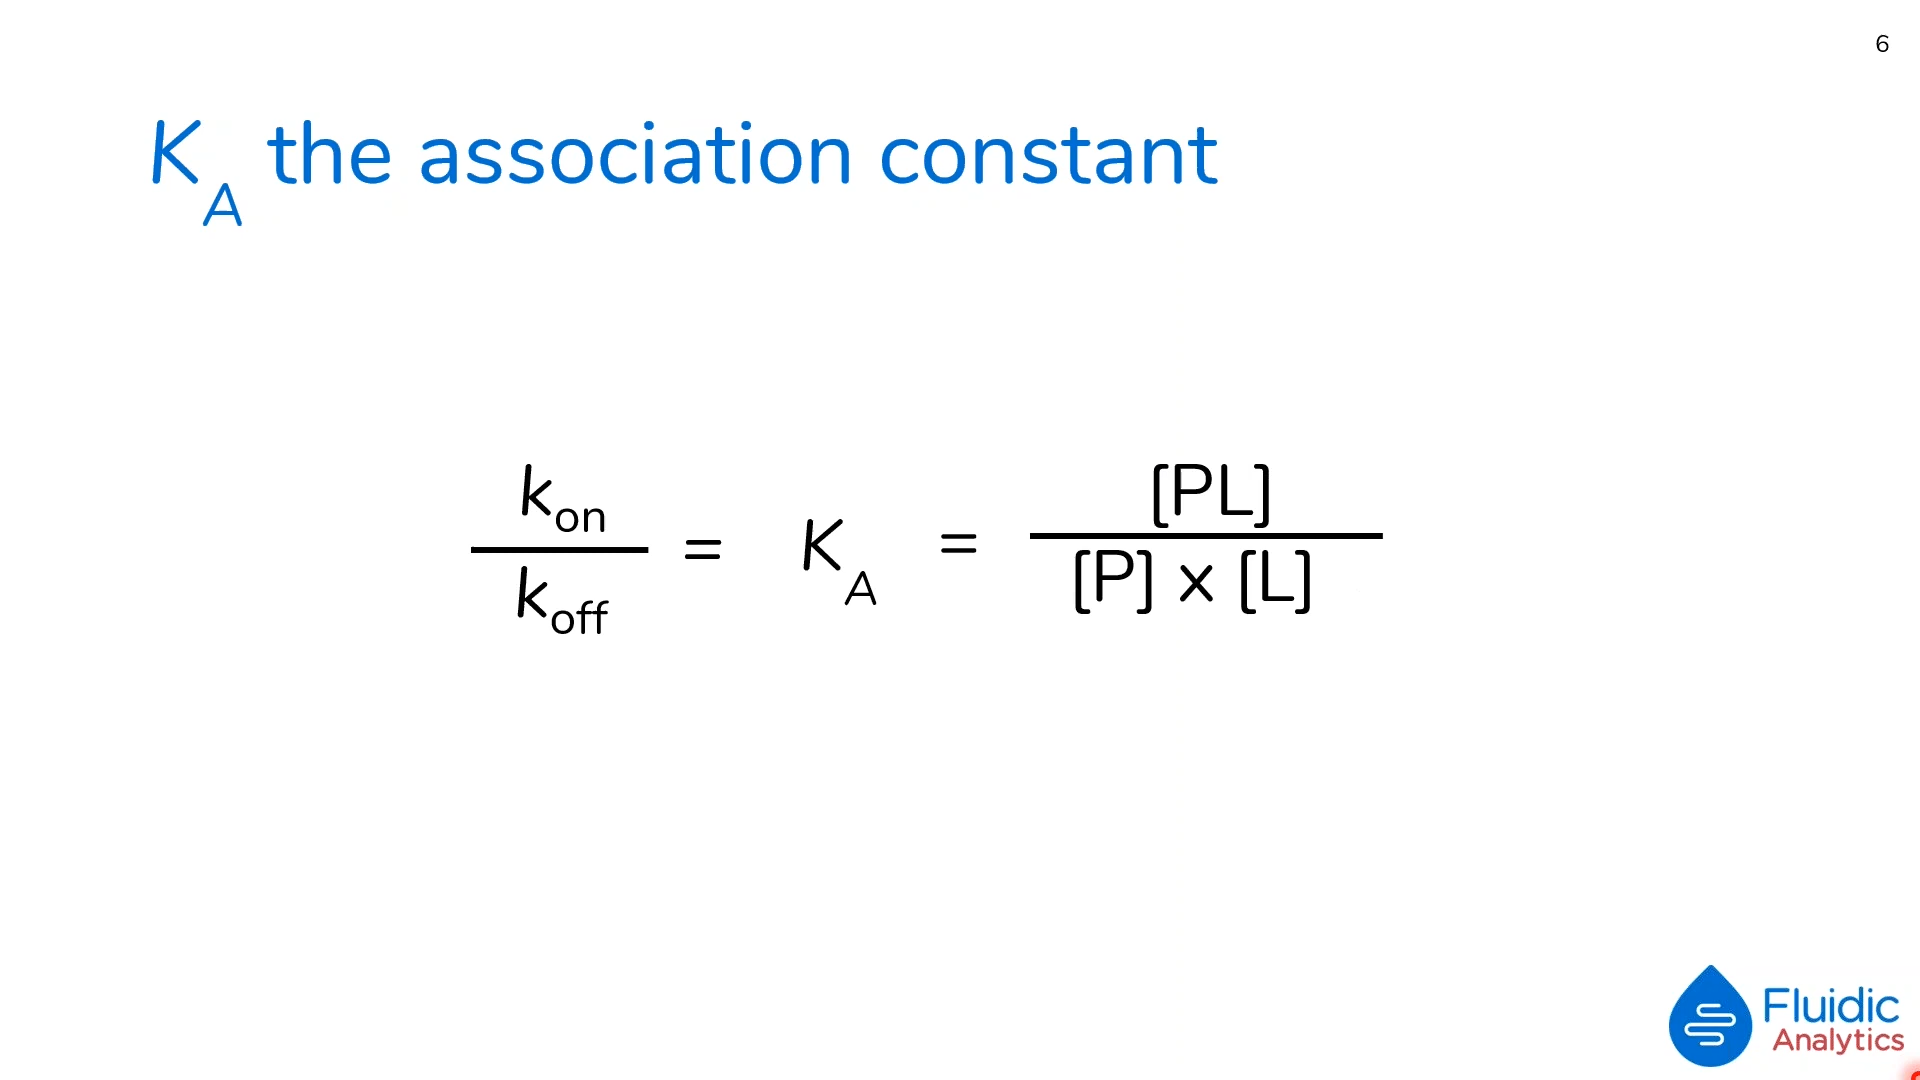 6
K_A the association constant
k_on / k_off = K_A = [PL] / [P] x [L]
Fluidic
Analytics